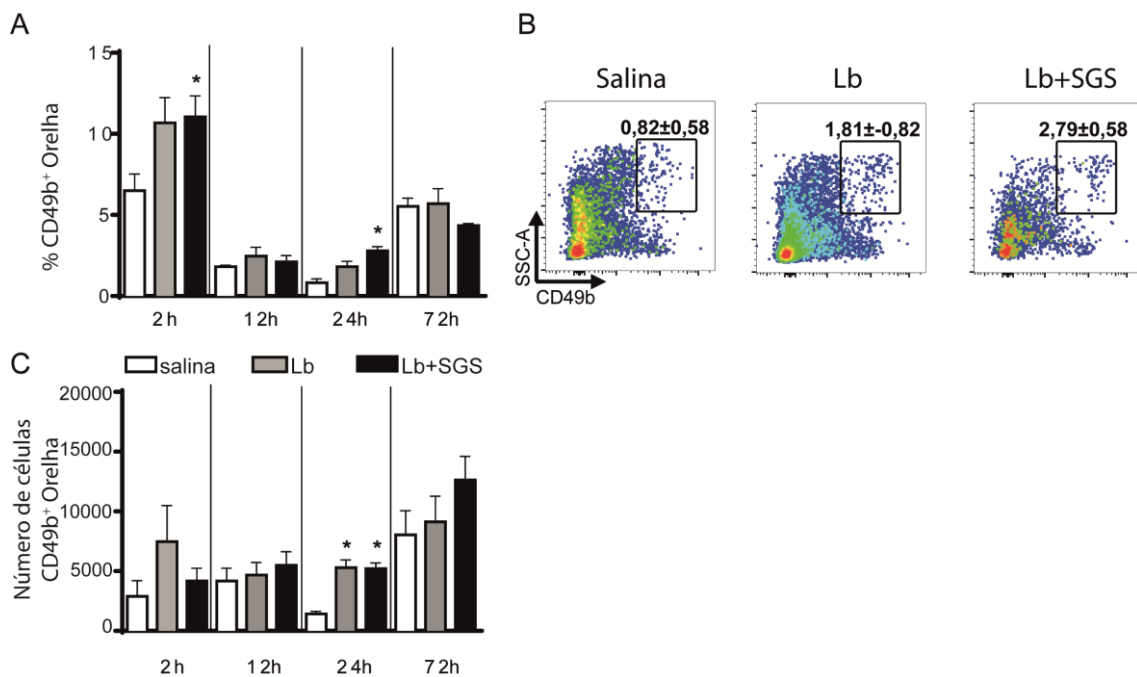 A
% CD49b⁺ Orelha
15
10
5
0
*
*
2h
12h
24h
72h
B
Salina
Lb
Lb+SGS
0,82±0,58
1,81±-0,82
2,79±0,58
SSC-A
CD49b
salina
Lb
Lb+SGS
C
Número de células
CD49b⁺ Orelha
20000
15000
10000
5000
0
*
*
2h
12h
24h
72h